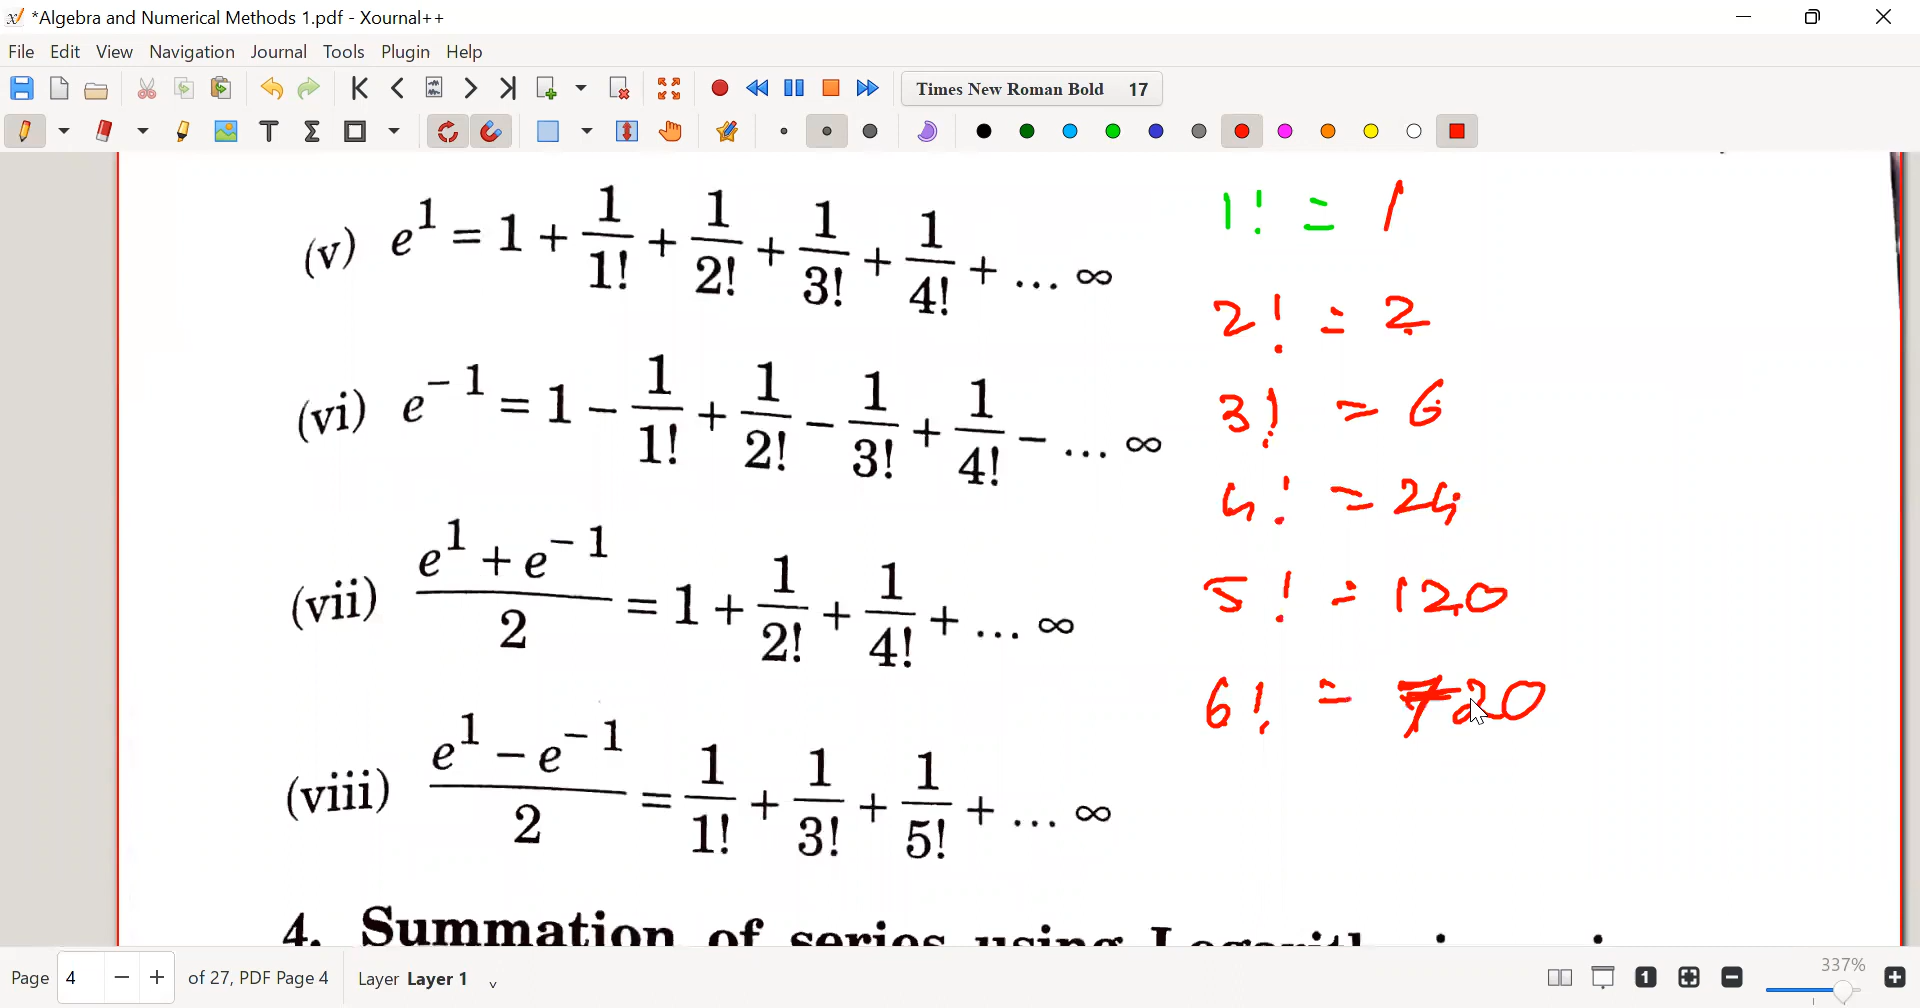 *Algebra and Numerical Methods 1.pdf - Xournal++
File Edit View Navigation Journal Tools Plugin Help
Times New Roman Bold 17
(v) e^1 = 1 + 1/1! + 1/2! + 1/3! + 1/4! + ... ∞
1! = 1
2! = 2
(vi) e^-1 = 1 - 1/1! + 1/2! - 1/3! + 1/4! - ... ∞
3! = 6
4! = 24
(vii) (e^1 + e^-1)/2 = 1 + 1/2! + 1/4! + ... ∞
5! = 120
6! = 720
(viii) (e^1 - e^-1)/2 = 1/1! + 1/3! + 1/5! + ... ∞
4. Summation of series using
Page 4 of 27, PDF Page 4 Layer Layer 1
337%